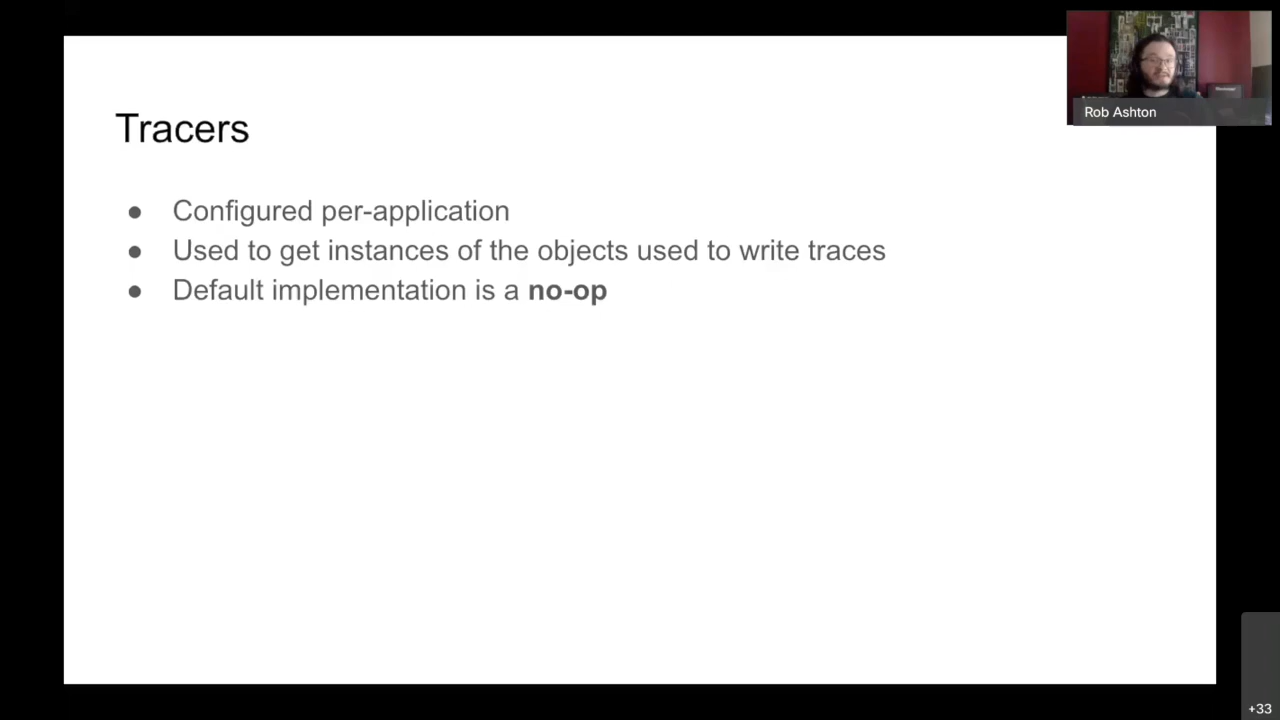 Rob Ashton
Tracers
● Configured per-application
● Used to get instances of the objects used to write traces
● Default implementation is a no-op
+33